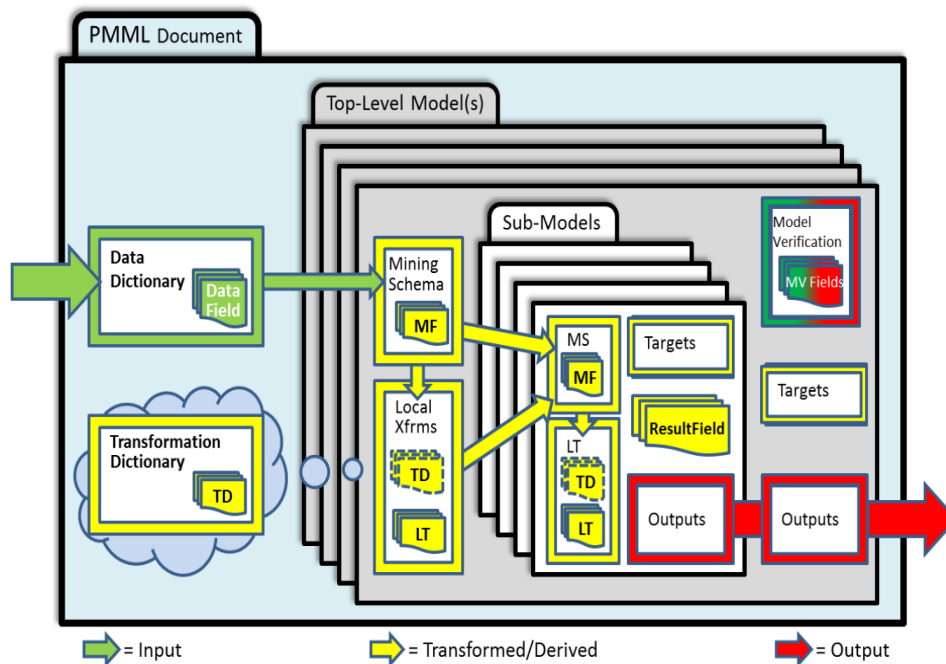 PMML Document
Top-Level Model(s)
Sub-Models
Model
Verification
MV Fields
Data
Dictionary
Data
Field
Mining
Schema
MF
MS
MF
Targets
Targets
Transformation
Dictionary
TD
Local
Xfrms
TD
LT
LT
TD
LT
ResultField
Outputs
Outputs
= Input
= Transformed/Derived
= Output